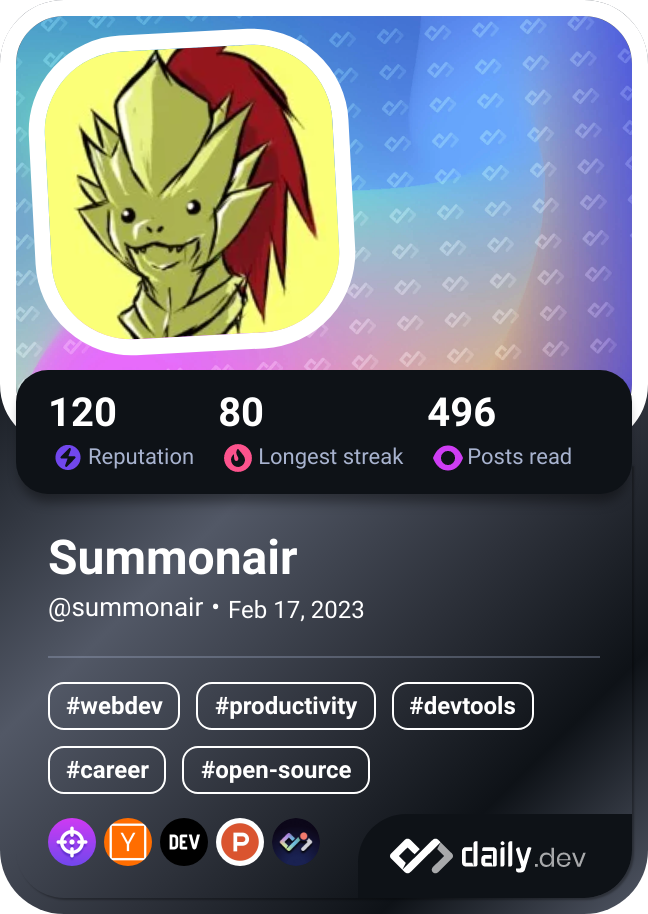 120 80 496
Reputation Longest streak Posts read
Summonair
@summonair • Feb 17, 2023
#webdev #productivity #devtools
#career #open-source
Y DEV P
daily.dev